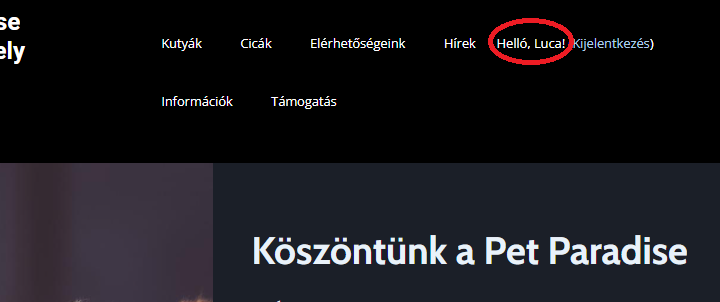 se
ely
Kutyák Cicák Elérhetőségeink Hírek Helló, Luca! Kijelentkezés)
Információk Támogatás
Köszöntünk a Pet Paradise